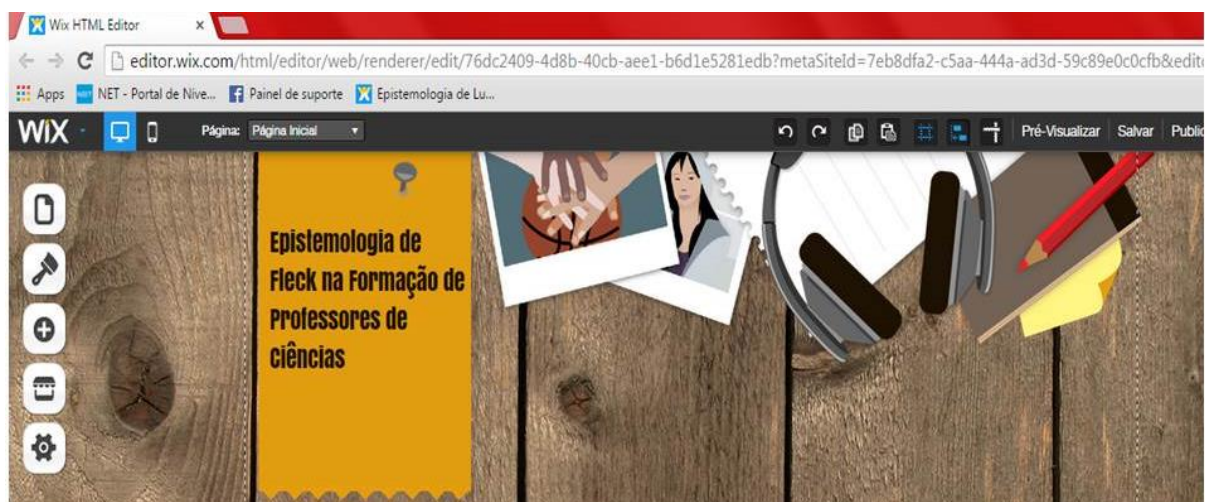 Wix HTML Editor
editor.wix.com/html/editor/web/renderer/edit/76dc2409-4d8b-40cb-aee1-b6d1e5281edb?metaSiteId=7eb8dfa2-c5aa-444a-ad3d-59c89e0c0cfb&edit
Apps NET - Portal de Nive... Painel de suporte Epistemologia de Lu...
WiX Página: Página Inicial Pré-Visualizar Salvar Public
Epistemologia de
Fleck na Formação de
Professores de
ciências